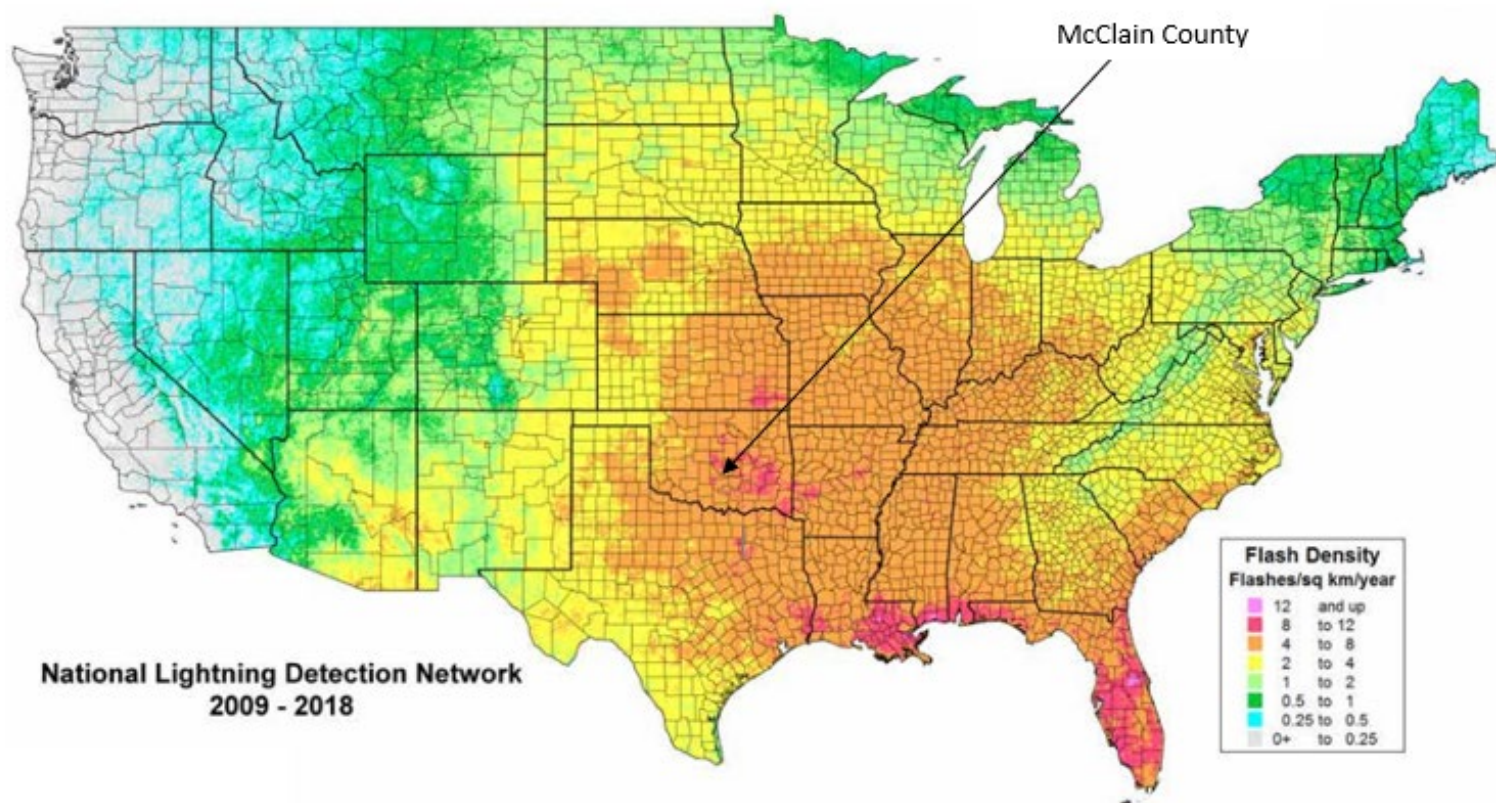 McClain County
National Lightning Detection Network
2009 - 2018
Flash Density
Flashes/sq km/year
12 and up
8 to 12
4 to 8
2 to 4
1 to 2
0.5 to 1
0.25 to 0.5
0+ to 0.25